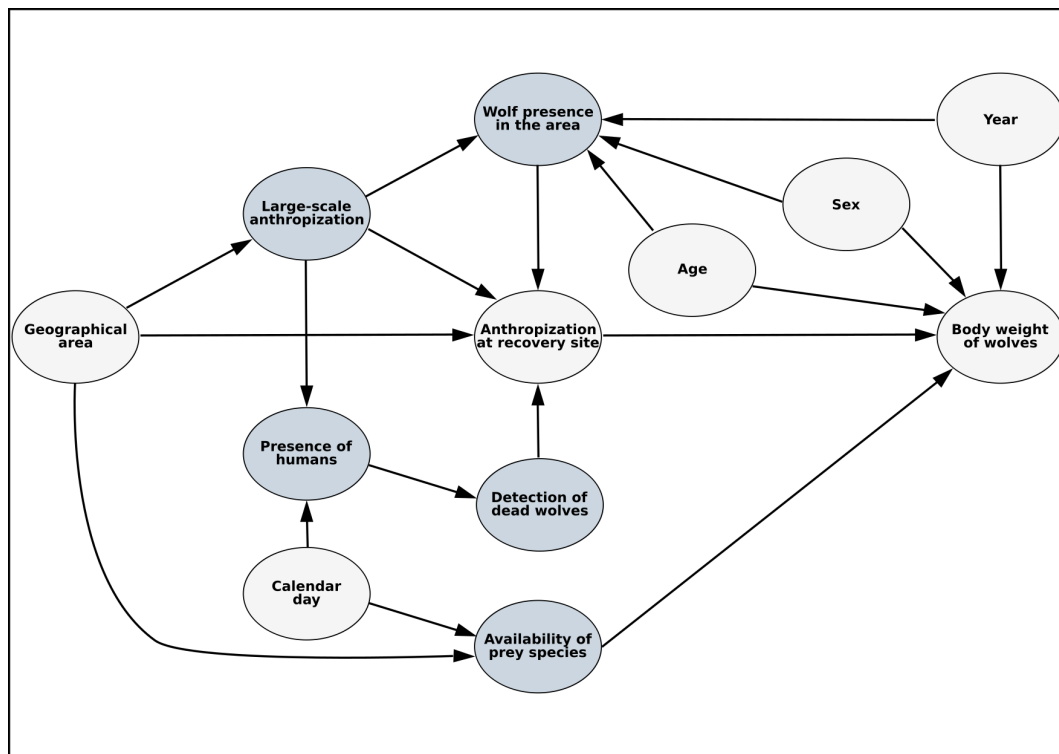 Wolf presence
in the area
Year
Large-scale
anthropization
Sex
Age
Geographical
area
Anthropization
at recovery site
Body weight
of wolves
Presence of
humans
Detection of
dead wolves
Calendar
day
Availability of
prey species